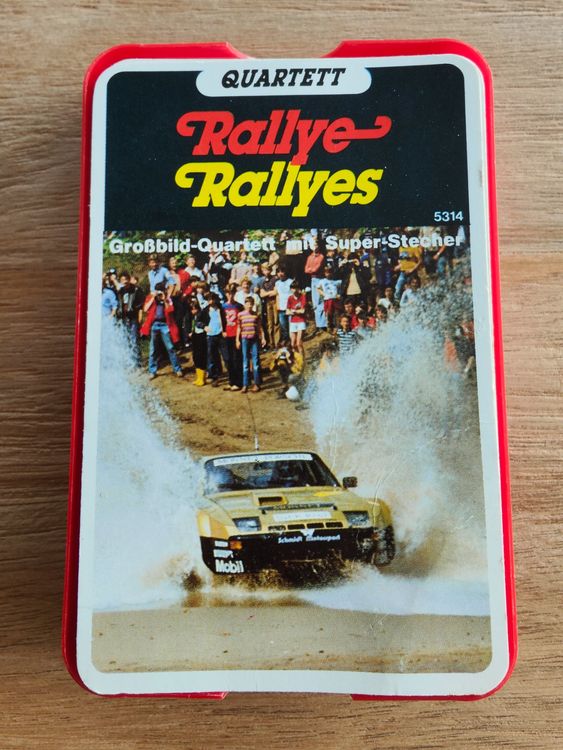 QUARTETT
Rallye
Rallyes
5314
Großbild-Quartett mit Super-Stecher
Schmidt Motorsport
Mobil